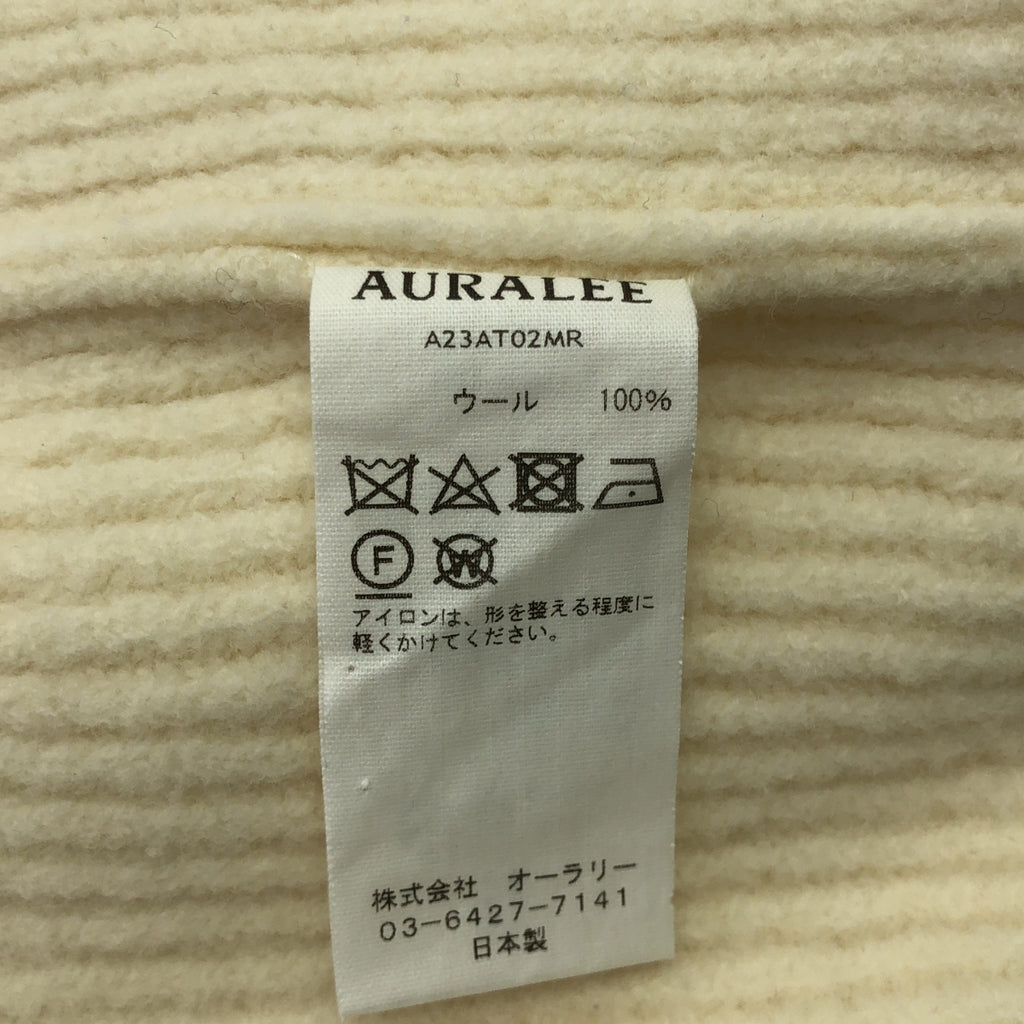 AURALEE
A23AT02MR
ウール 100%
F W
アイロンは、形を整える程度に
軽くかけてください。
株式会社 オーラリー
03-6427-7141
日本製